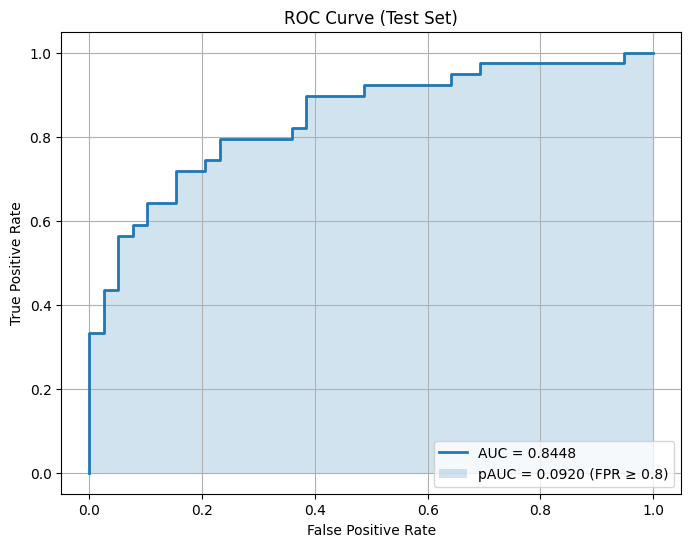 ROC Curve (Test Set)
1.0
0.8
0.6
0.4
0.2
0.0
True Positive Rate
AUC = 0.8448
pAUC = 0.0920 (FPR ≥ 0.8)
0.0 0.2 0.4 0.6 0.8 1.0
False Positive Rate